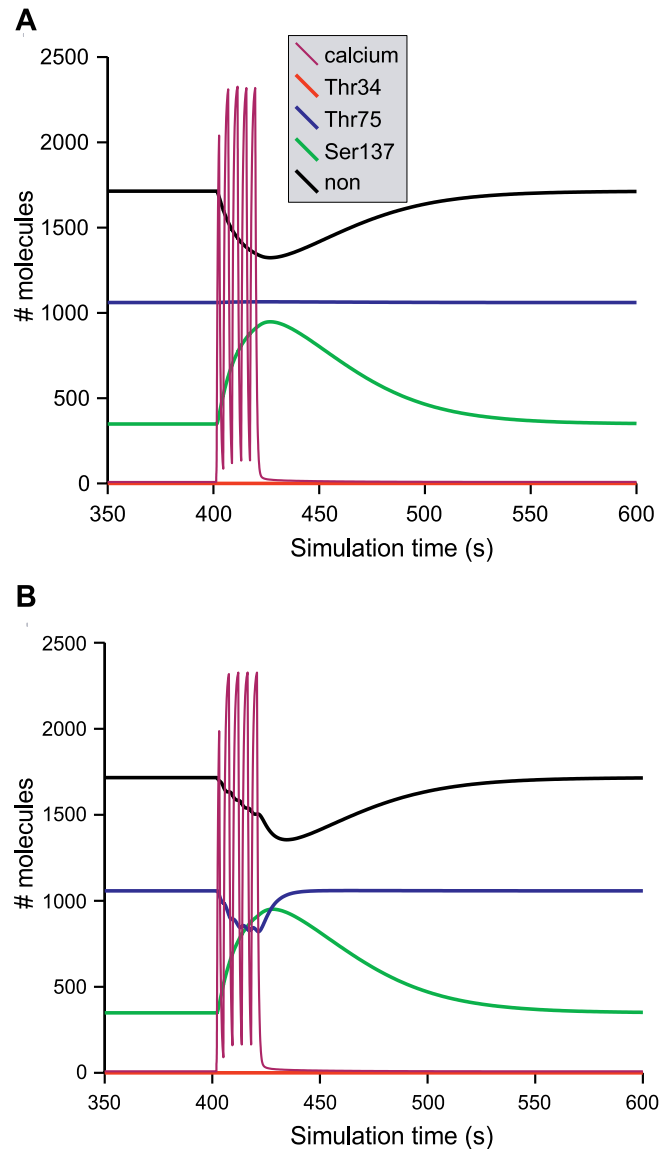 A
calcium
Thr34
Thr75
Ser137
non
2500
2000
1500
1000
500
0
# molecules
350 400 450 500 550 600
Simulation time (s)
B
2500
2000
1500
1000
500
0
# molecules
350 400 450 500 550 600
Simulation time (s)